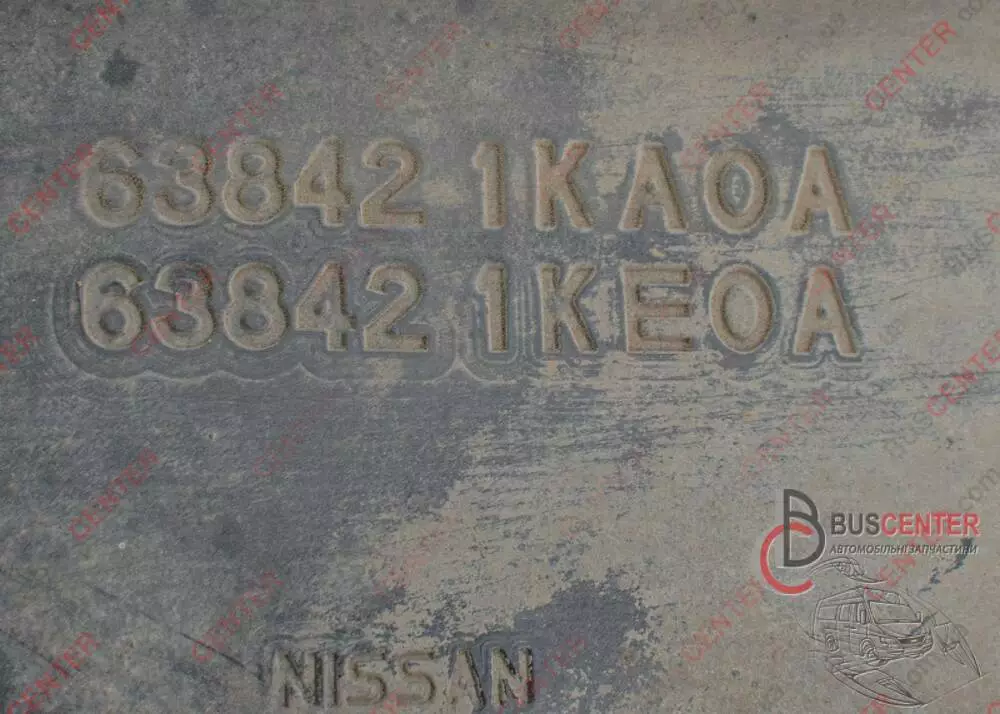 63842 1KA0A
63842 1KE0A
BUSCENTER
АВТОМОБІЛЬНІ ЗАПЧАСТИНИ
NISSAN